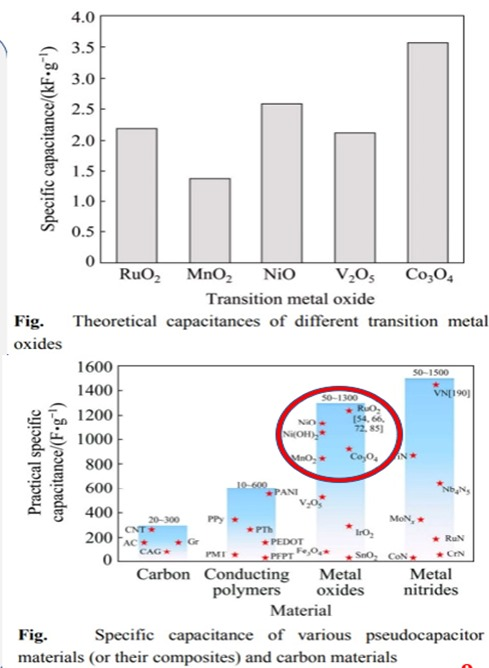 4.0
3.5
3.0
2.5
2.0
1.5
1.0
0.5
0
Specific capacitance/(kF•g⁻¹)
RuO₂ MnO₂ NiO V₂O₅ Co₃O₄
Transition metal oxide
Fig. Theoretical capacitances of different transition metal
oxides
1600
1400
1200
1000
800
600
400
200
0
Practical specific
capacitance/(F•g⁻¹)
20~300
CNT
AC
Gr
CAG
10~600
PANI
PPy
PTh
PEDOT
PMT
PFPT
50~1300
RuO₂
[54, 66,
72, 85]
NiO
Ni(OH)₂
MnO₂
Co₃O₄
V₂O₅
IrO₂
Fe₃O₄
SnO₂
50~1500
VN[190]
Nb₄N₅
MoNₓ
RuN
CoN
CrN
Carbon Conducting Metal Metal
polymers oxides nitrides
Material
Fig. Specific capacitance of various pseudocapacitor
materials (or their composites) and carbon materials